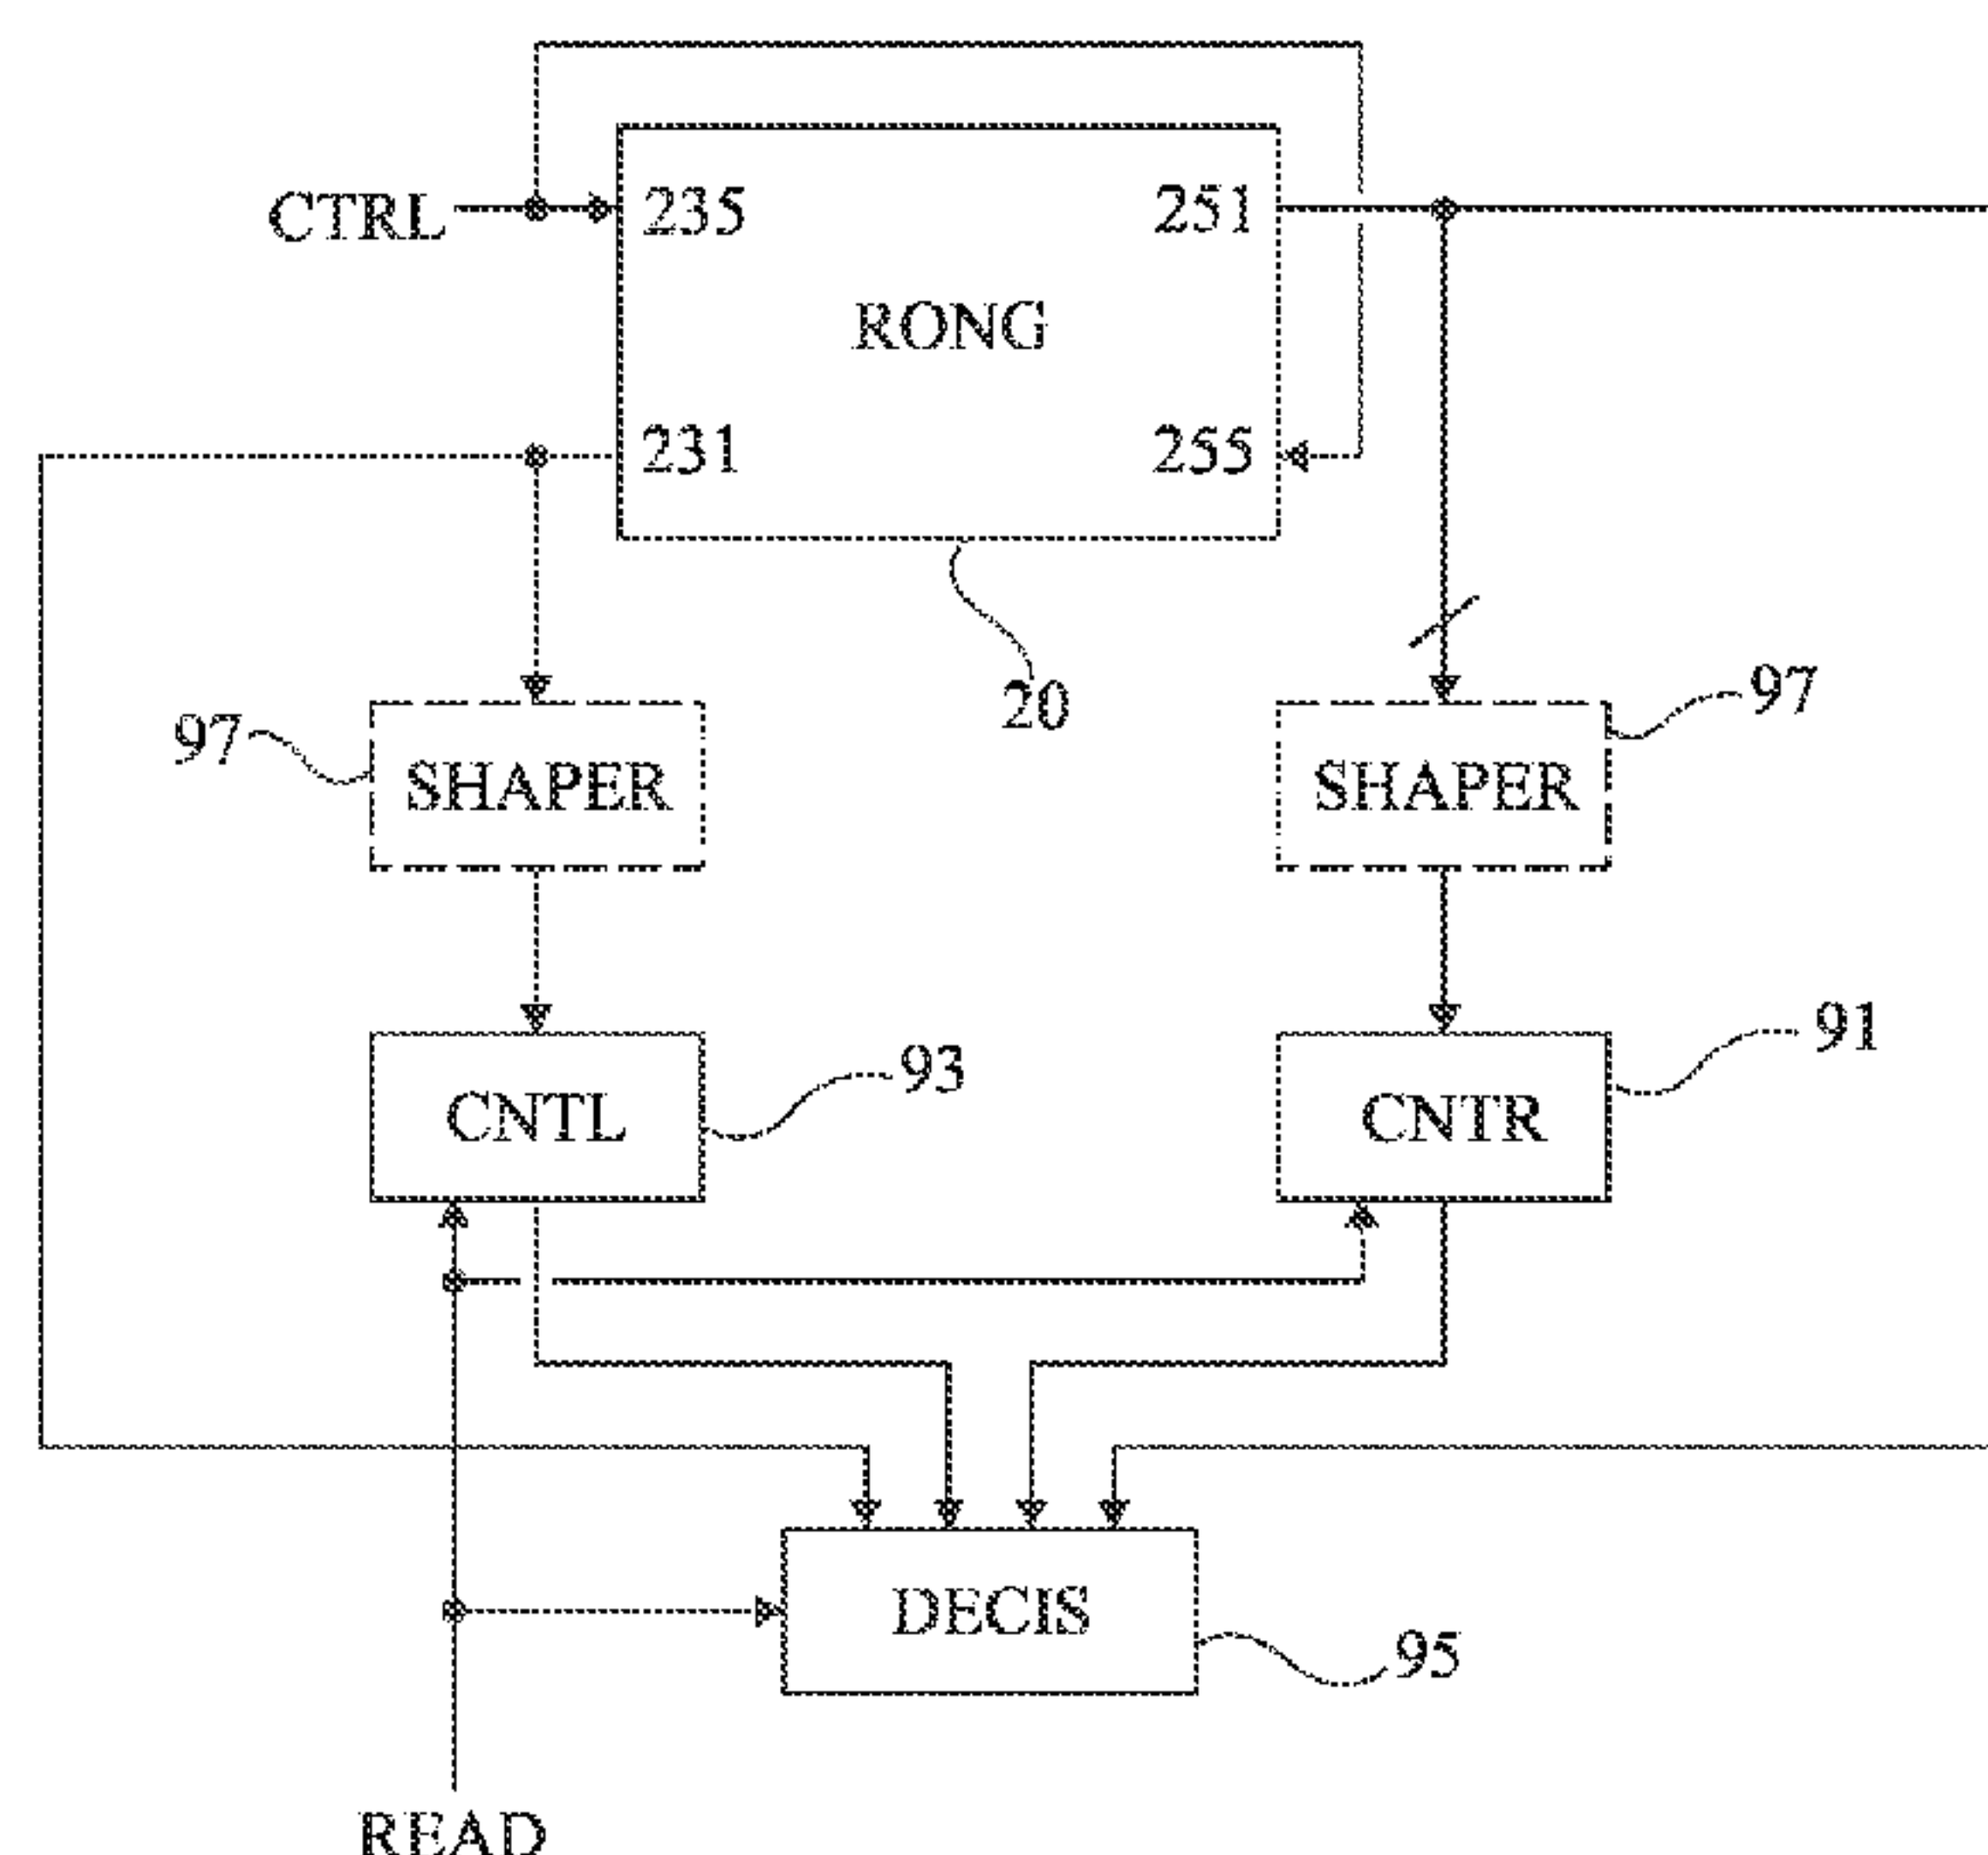 CTRL
235
251
RONG
231
255
20
97
97
SHAPER
SHAPER
91
93
CNTL
CNTR
DECIS
95
READ